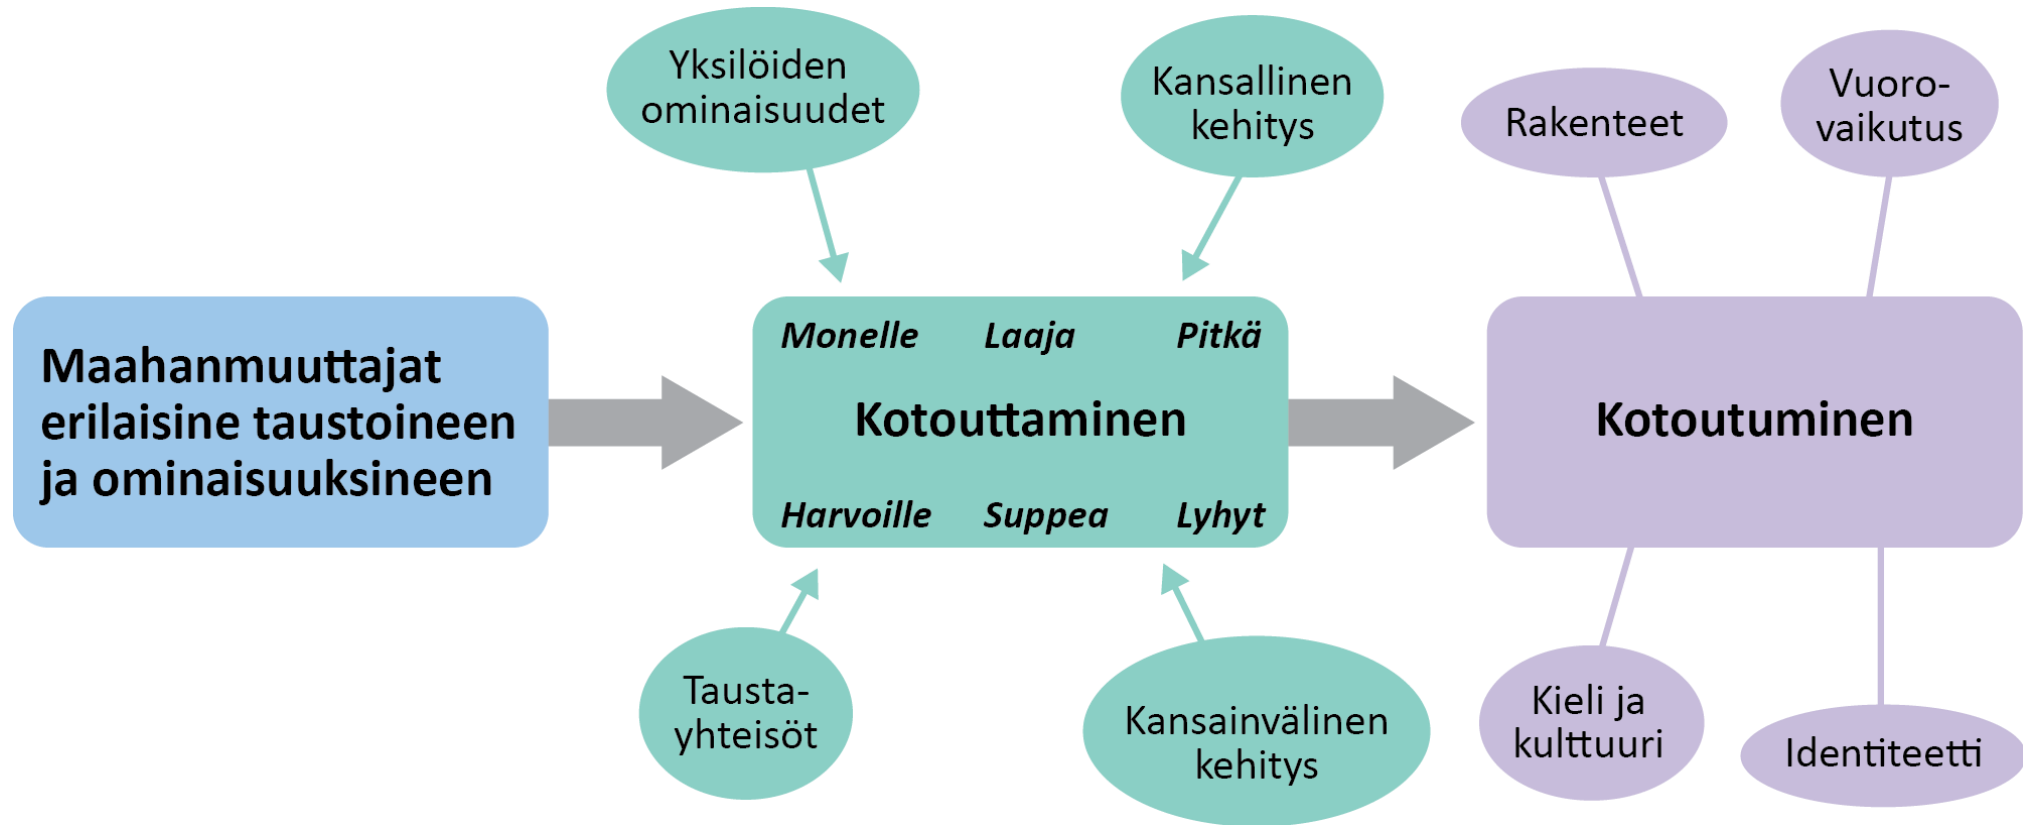 Yksilöiden
ominaisuudet
Kansallinen
kehitys
Rakenteet
Vuoro-
vaikutus
Maahanmuuttajat
erilaisine taustoineen
ja ominaisuuksineen
Monelle Laaja Pitkä
Kotouttaminen
Harvoille Suppea Lyhyt
Kotoutuminen
Tausta-
yhteisöt
Kansainvälinen
kehitys
Kieli ja
kulttuuri
Identiteetti